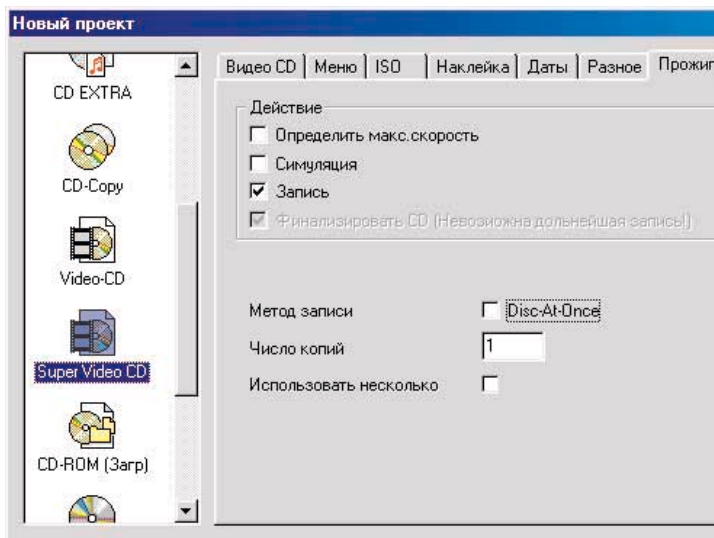 Новый проект
CD EXTRA
CD-Copy
Video-CD
Super Video CD
CD-ROM (Загр)
Видео CD
Меню
ISO
Наклейка
Даты
Разное
Прожиг
Действие
Определить макс.скорость
Симуляция
Запись
Финализировать CD (Невозиожна дольнейшая запись!)
Метод записи
Disc-At-Once
Число копий
1
Использовать несколько